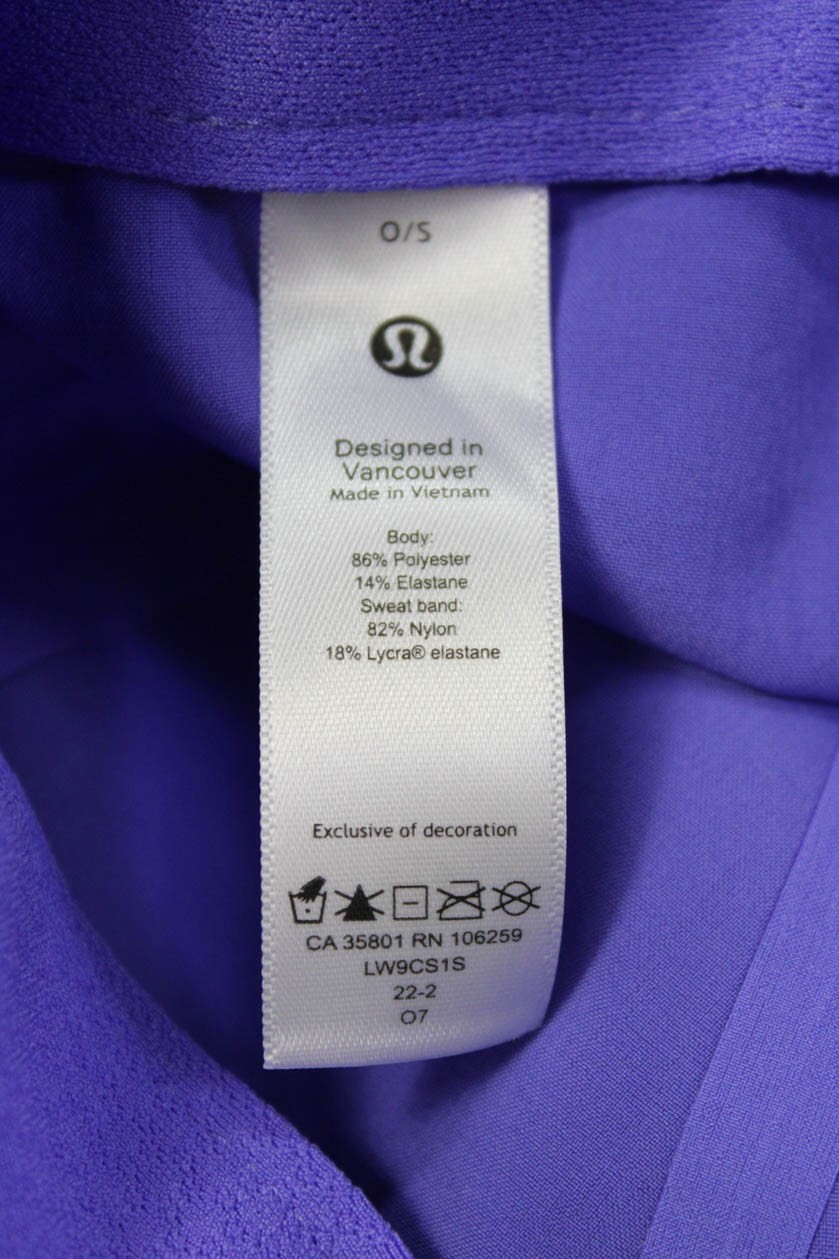 O/S
Designed in
Vancouver
Made in Vietnam
Body:
86% Polyester
14% Elastane
Sweat band:
82% Nylon
18% Lycra® elastane
Exclusive of decoration
CA 35801 RN 106259
LW9CS1S
22-2
O7